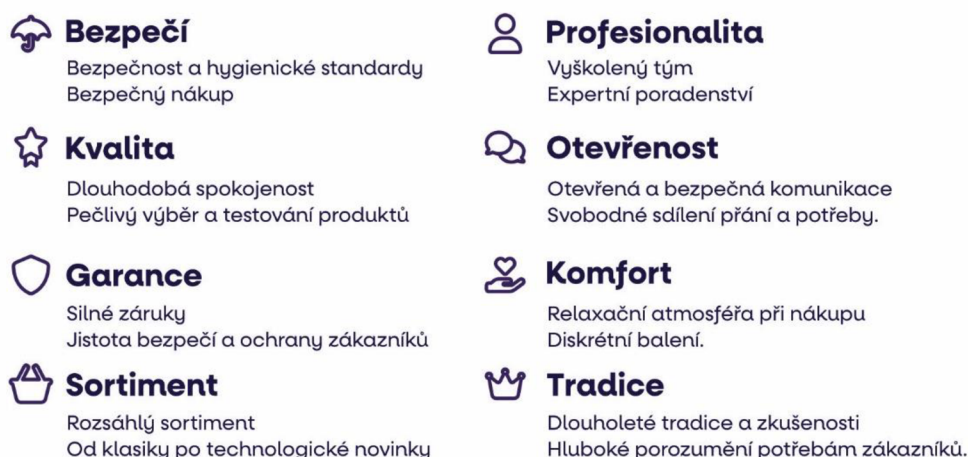 Bezpečí
Bezpečnost a hygienické standardy
Bezpečný nákup
Kvalita
Dlouhodobá spokojenost
Pečlivý výběr a testování produktů
Garance
Silné záruky
Jistota bezpečí a ochrany zákazníků
Sortiment
Rozsáhlý sortiment
Od klasiky po technologické novinky
Profesionalita
Vyškolený tým
Expertní poradenství
Otevřenost
Otevřená a bezpečná komunikace
Svobodné sdílení přání a potřeby.
Komfort
Relaxační atmosféřa při nákupu
Diskrétní balení.
Tradice
Dlouholeté tradice a zkušenosti
Hluboké porozumění potřebám zákazníků.